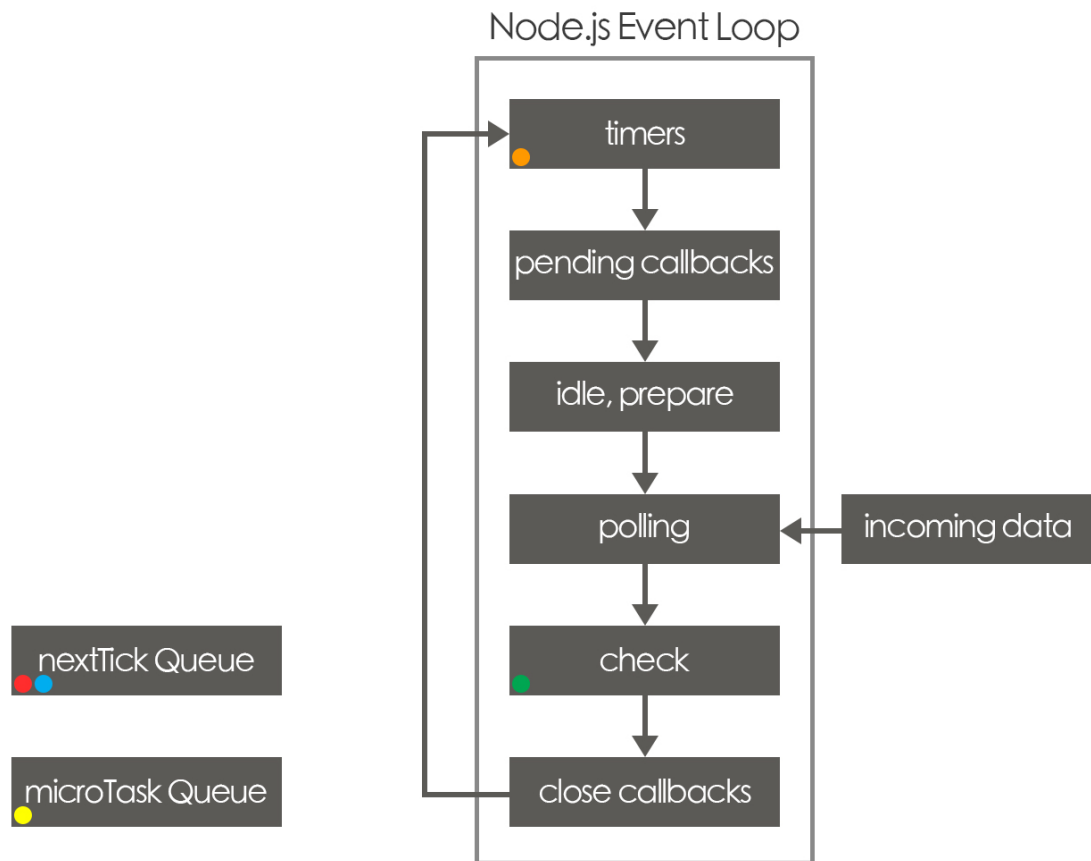 Node.js Event Loop
timers
pending callbacks
idle, prepare
polling
incoming data
nextTick Queue
check
microTask Queue
close callbacks